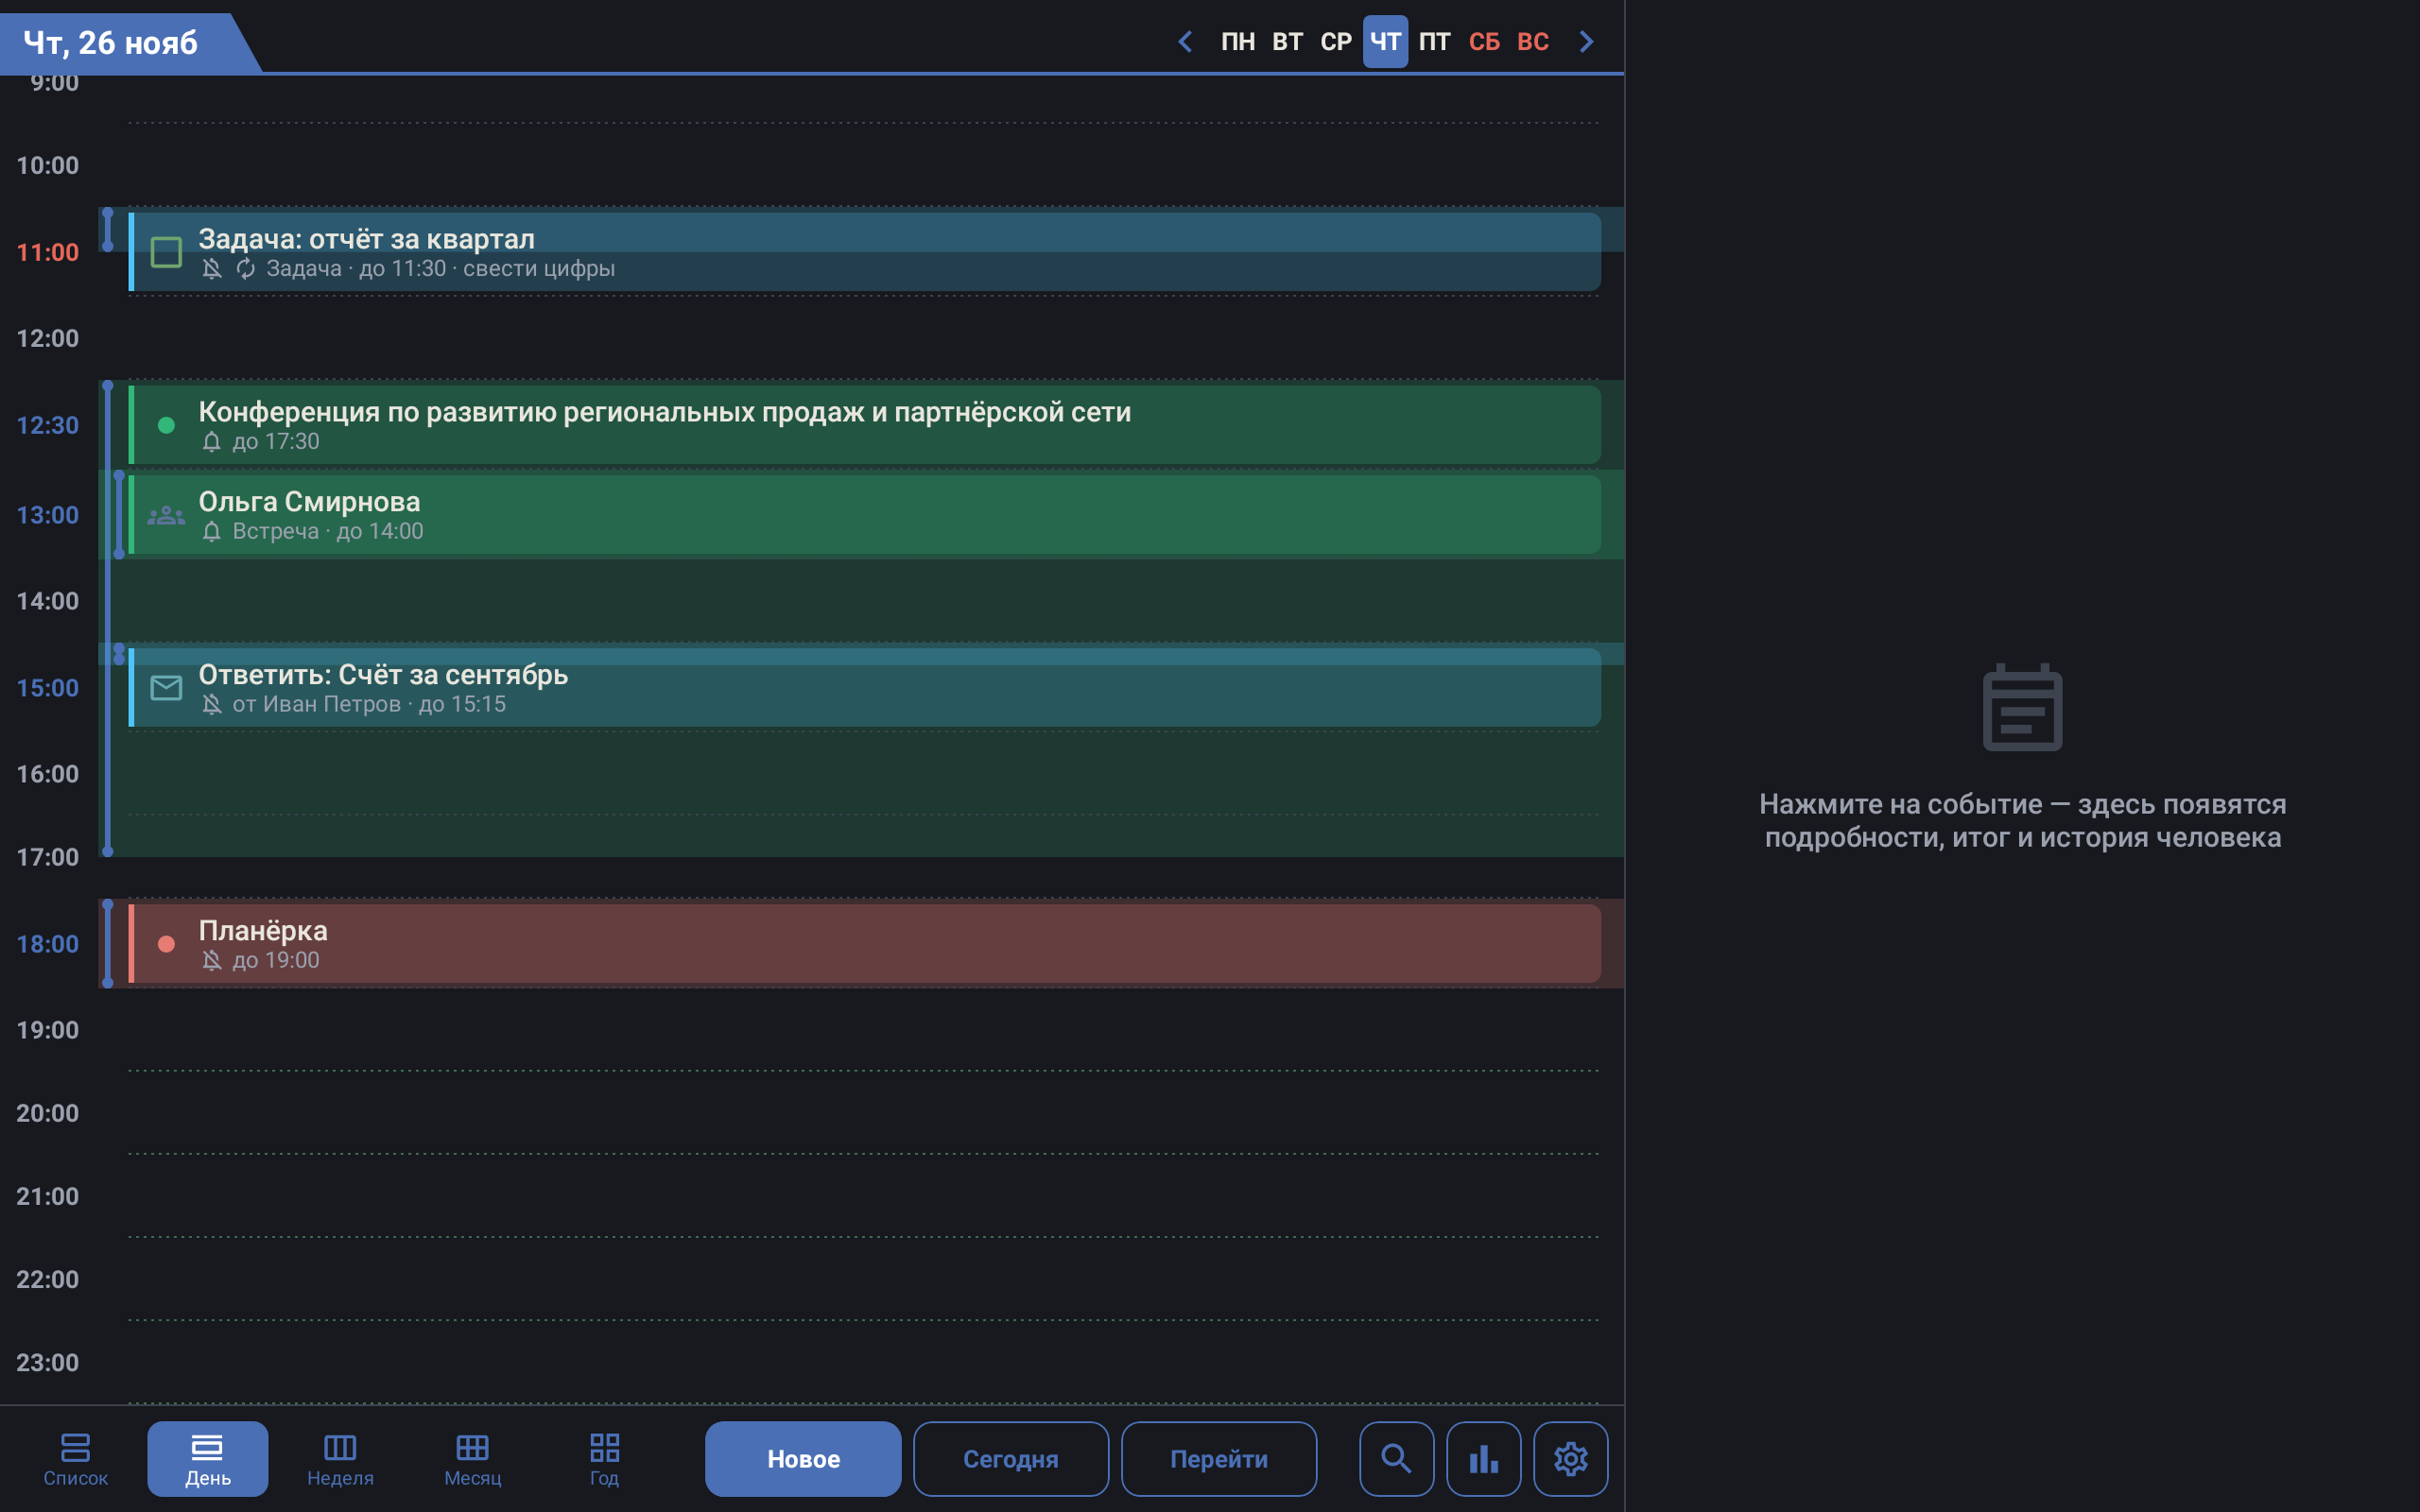 Чт, 26 нояб
ПН ВТ СР ЧТ ПТ СБ ВС
9:00
10:00
11:00
Задача: отчёт за квартал
Задача · до 11:30 · свести цифры
12:00
12:30
Конференция по развитию региональных продаж и партнёрской сети
до 17:30
13:00
Ольга Смирнова
Встреча · до 14:00
14:00
15:00
Ответить: Счёт за сентябрь
от Иван Петров · до 15:15
16:00
17:00
18:00
Планёрка
до 19:00
19:00
20:00
21:00
22:00
23:00
Нажмите на событие — здесь появятся
подробности, итог и история человека
Список
День
Неделя
Месяц
Год
Новое
Сегодня
Перейти